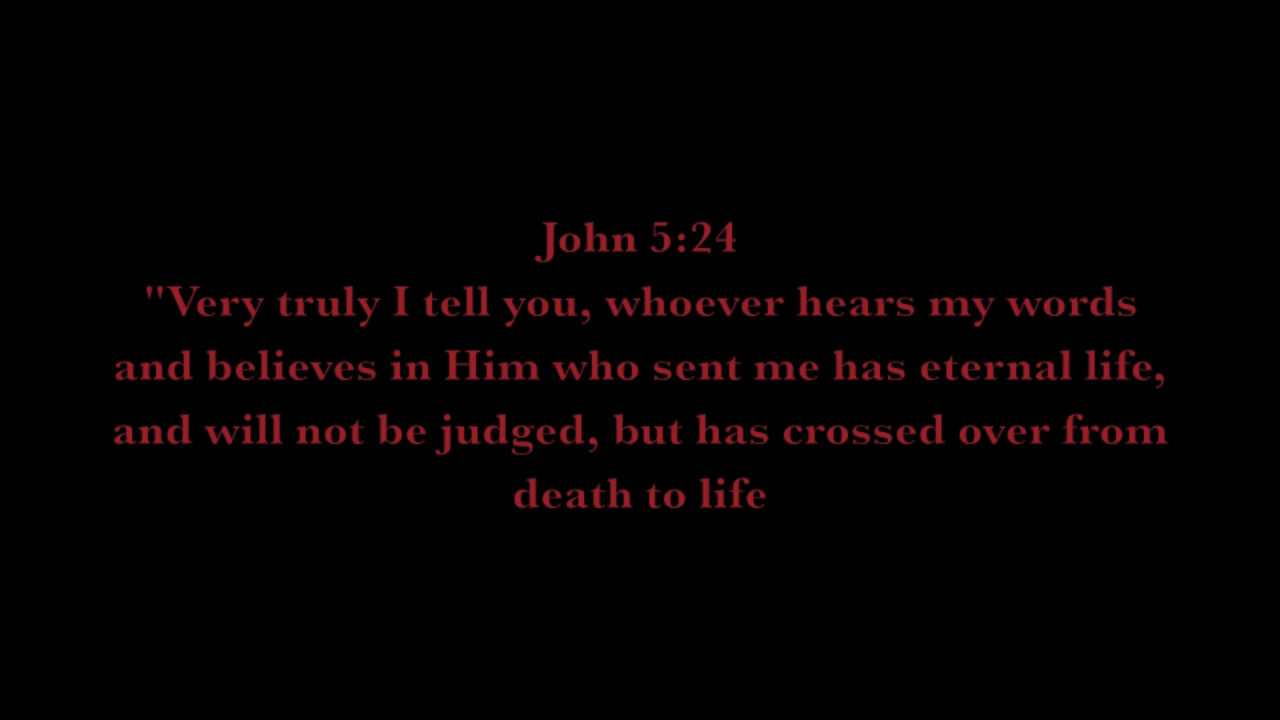 John 5:24
"Very truly I tell you, whoever hears my words
and believes in Him who sent me has eternal life,
and will not be judged, but has crossed over from
death to life